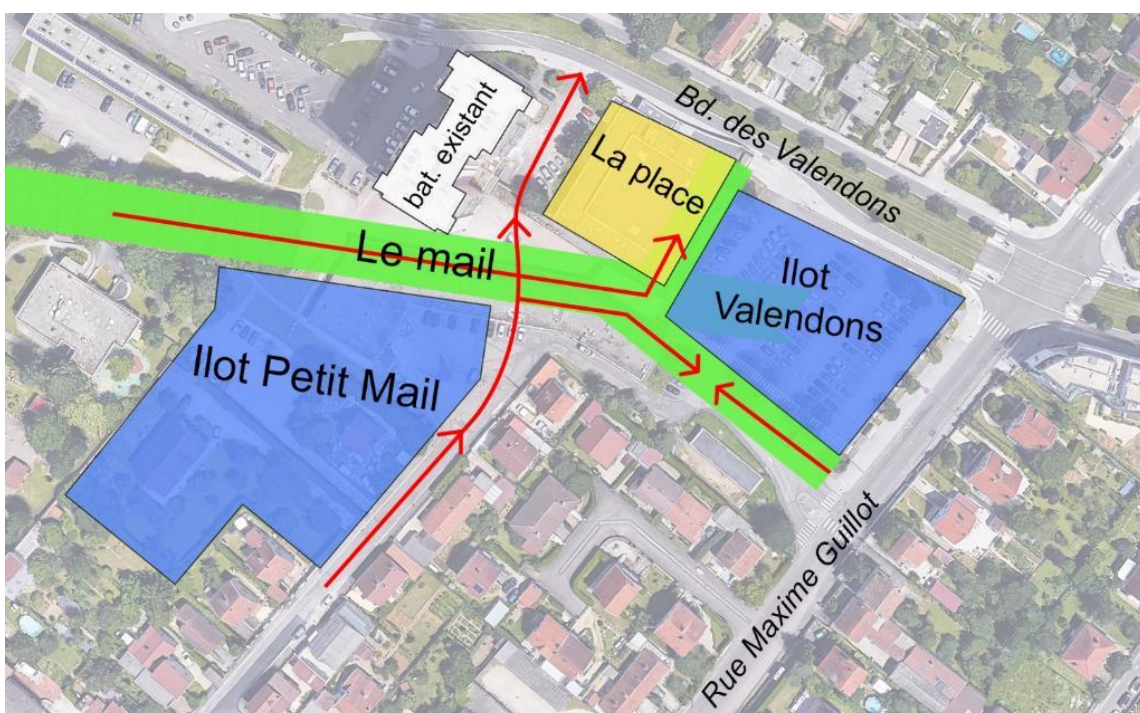 bat. existant
La place
Bd. des Valendons
Le mail
Ilot
Valendons
Ilot Petit Mail
Rue Maxime Guillot